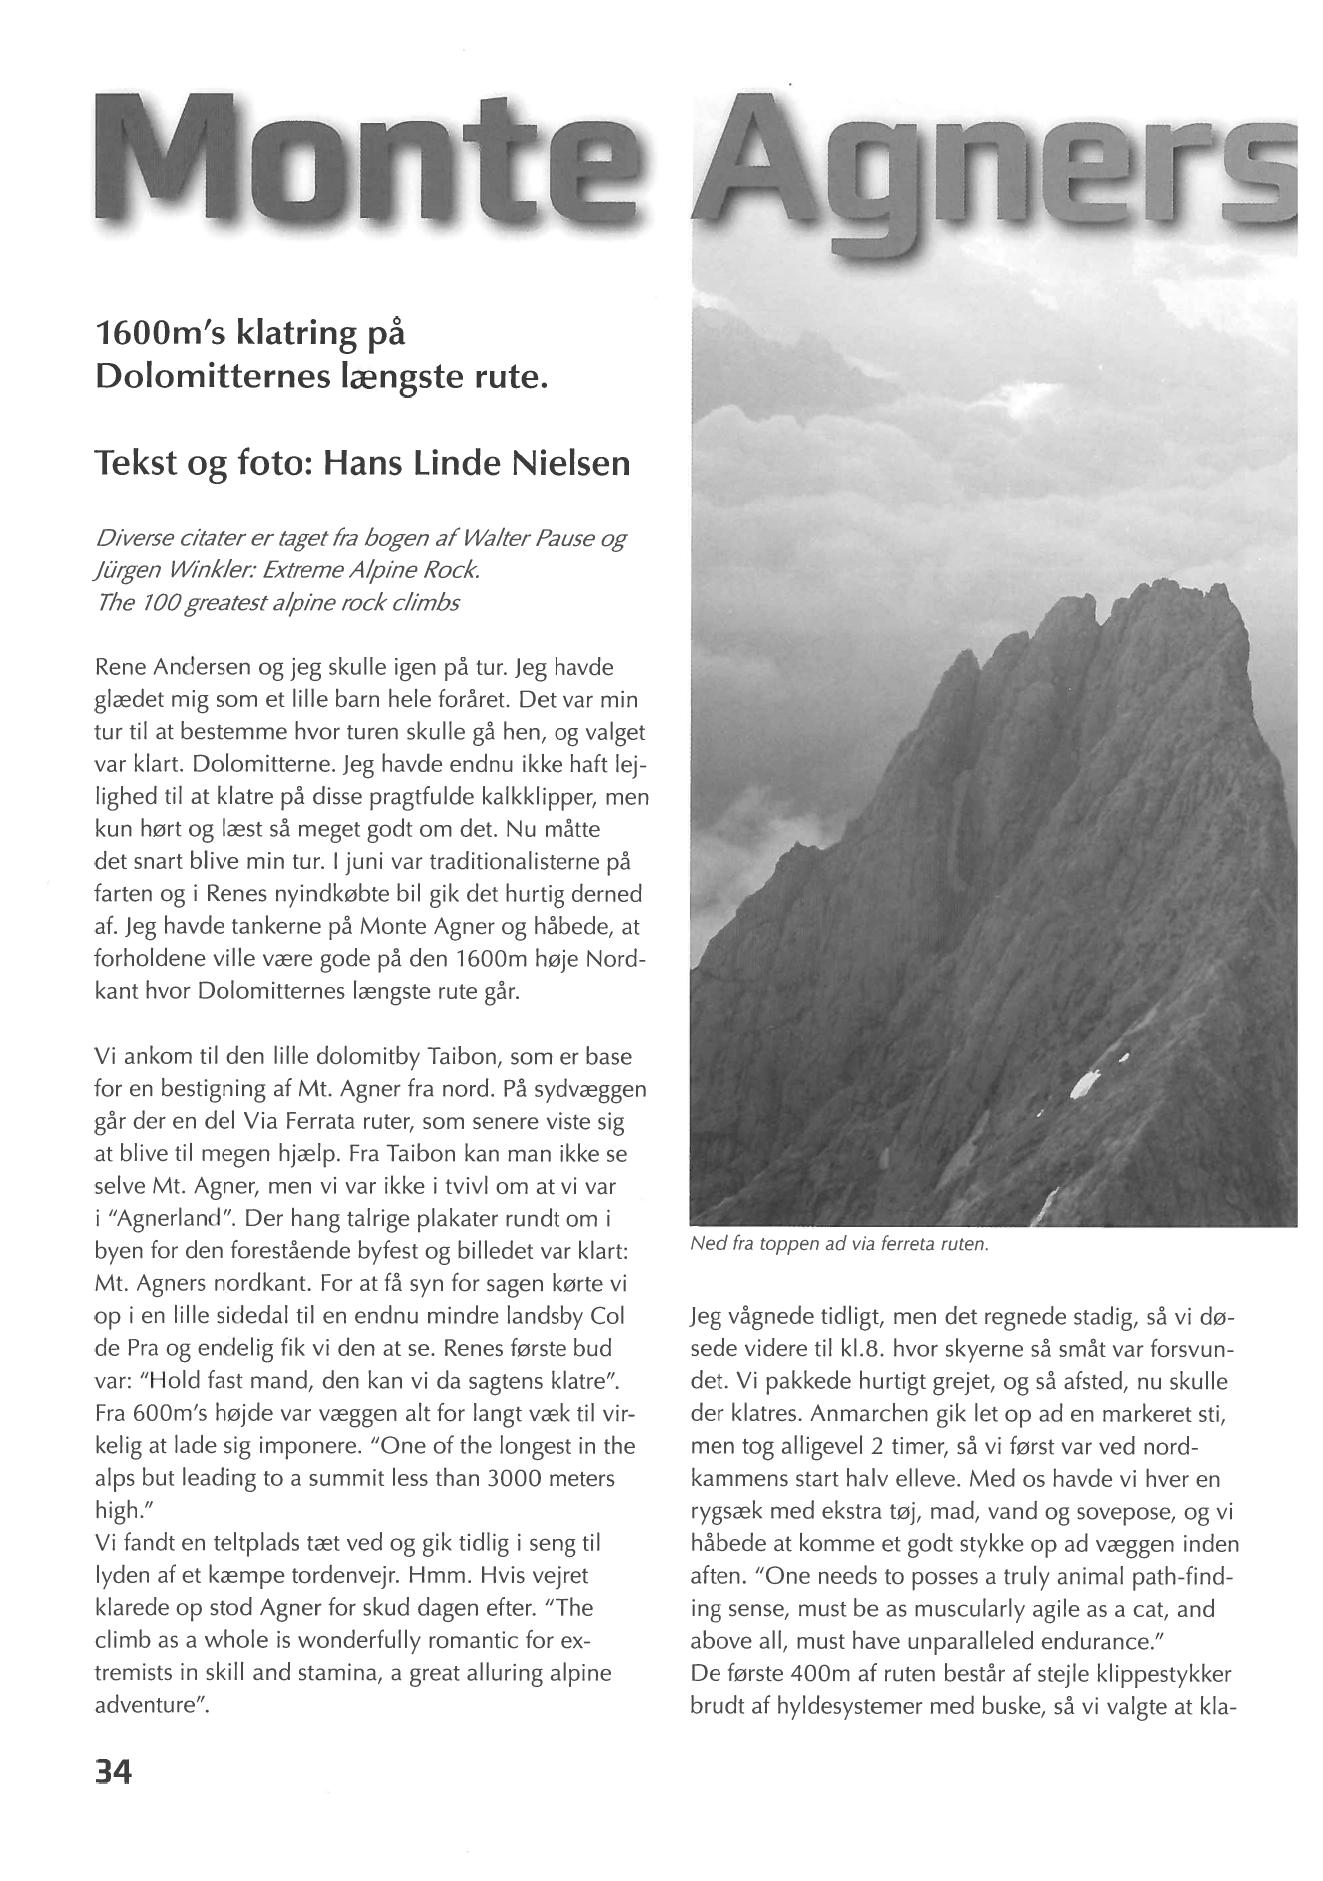 Monte Agners
1600m's klatring på
Dolomitternes længste rute.
Tekst og foto: Hans Linde Nielsen
Diverse citater er taget fra bogen af Walter Pause og
Jürgen Winkler: Extreme Alpine Rock.
The 100 greatest alpine rock climbs
Rene Andersen og jeg skulle igen på tur. Jeg havde
glædet mig som et lille barn hele foråret. Det var min
tur til at bestemme hvor turen skulle gå hen, og valget
var klart. Dolomitterne. Jeg havde endnu ikke haft lej-
lighed til at klatre på disse pragtfulde kalkklipper, men
kun hørt og læst så meget godt om det. Nu måtte
det snart blive min tur. I juni var traditionalisterne på
farten og i Renes nyindkøbte bil gik det hurtig derned
af. Jeg havde tankerne på Monte Agner og håbede, at
forholdene ville være gode på den 1600m høje Nord-
kant hvor Dolomitternes længste rute går.
Vi ankom til den lille dolomitby Taibon, som er base
for en bestigning af Mt. Agner fra nord. På sydvæggen
går der en del Via Ferrata ruter, som senere viste sig
at blive til megen hjælp. Fra Taibon kan man ikke se
selve Mt. Agner, men vi var ikke i tvivl om at vi var
i "Agnerland". Der hang talrige plakater rundt om i
byen for den forestående byfest og billedet var klart:
Mt. Agners nordkant. For at få syn for sagen kørte vi
op i en lille sidedal til en endnu mindre landsby Col
de Pra og endelig fik vi den at se. Renes første bud
var: "Hold fast mand, den kan vi da sagtens klatre".
Fra 600m's højde var væggen alt for langt væk til vir-
kelig at lade sig imponere. "One of the longest in the
alps but leading to a summit less than 3000 meters
high."
Vi fandt en teltplads tæt ved og gik tidlig i seng til
lyden af et kæmpe tordenvejr. Hmm. Hvis vejret
klarede op stod Agner for skud dagen efter. "The
climb as a whole is wonderfully romantic for ex-
tremists in skill and stamina, a great alluring alpine
adventure".
Ned fra toppen ad via ferreta ruten.
Jeg vågnede tidligt, men det regnede stadig, så vi dø-
sede videre til kl.8. hvor skyerne så småt var forsvun-
det. Vi pakkede hurtigt grejet, og så afsted, nu skulle
der klatres. Anmarchen gik let op ad en markeret sti,
men tog alligevel 2 timer, så vi først var ved nord-
kammens start halv elleve. Med os havde vi hver en
rygsæk med ekstra tøj, mad, vand og sovepose, og vi
håbede at komme et godt stykke op ad væggen inden
aften. "One needs to posses a truly animal path-find-
ing sense, must be as muscularly agile as a cat, and
above all, must have unparalleled endurance."
De første 400m af ruten består af stejle klippestykker
brudt af hyldesystemer med buske, så vi valgte at kla-
34